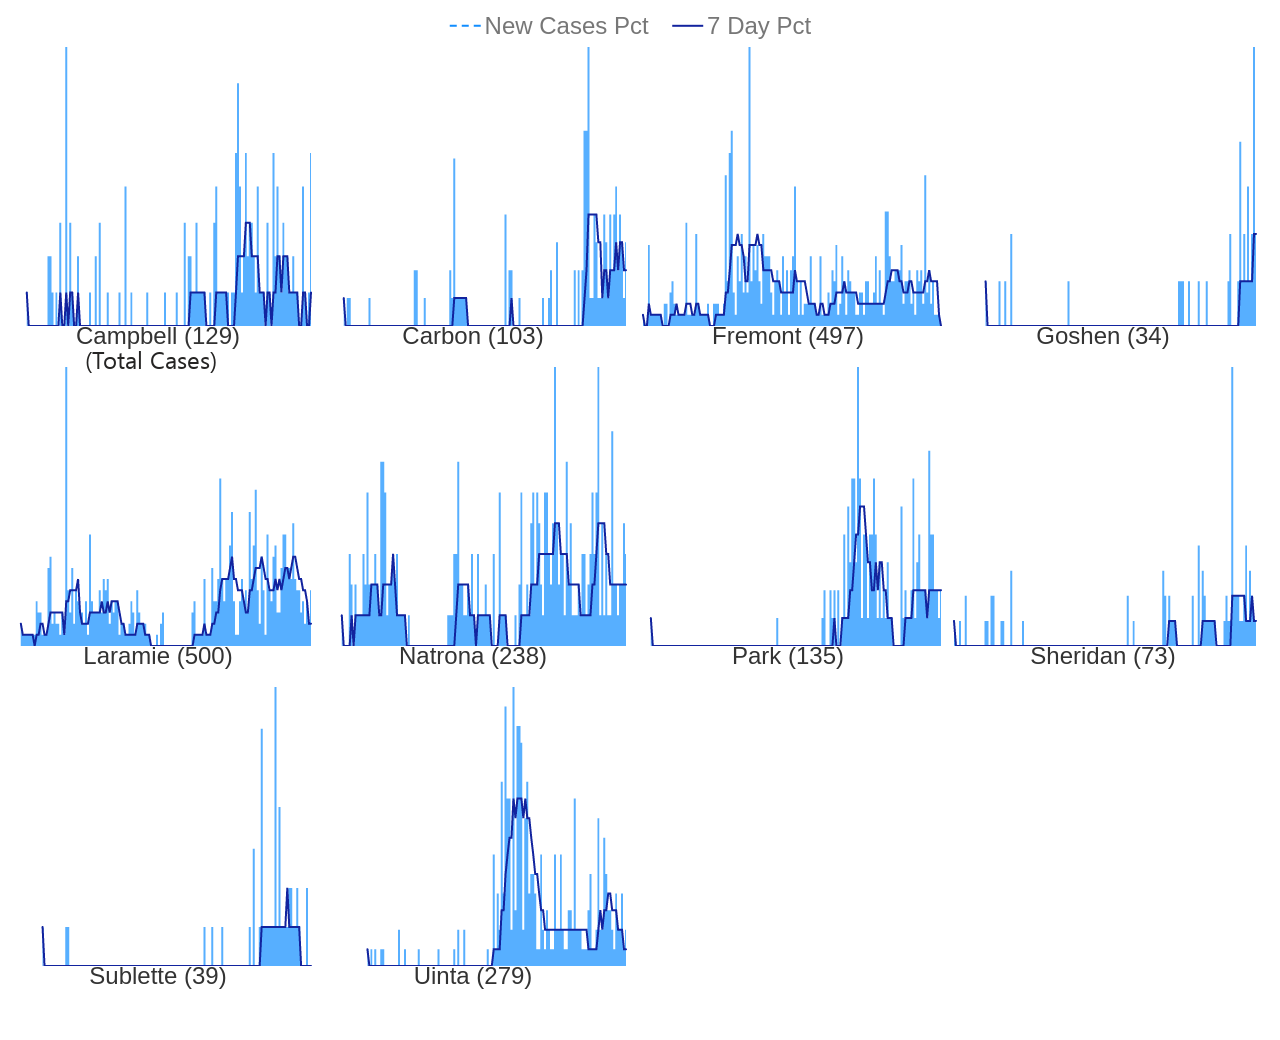 New Cases Pct 7 Day Pct
Campbell (129) Carbon (103) Fremont (497) Goshen (34)
(Total Cases)
Laramie (500) Natrona (238) Park (135) Sheridan (73)
Sublette (39) Uinta (279)